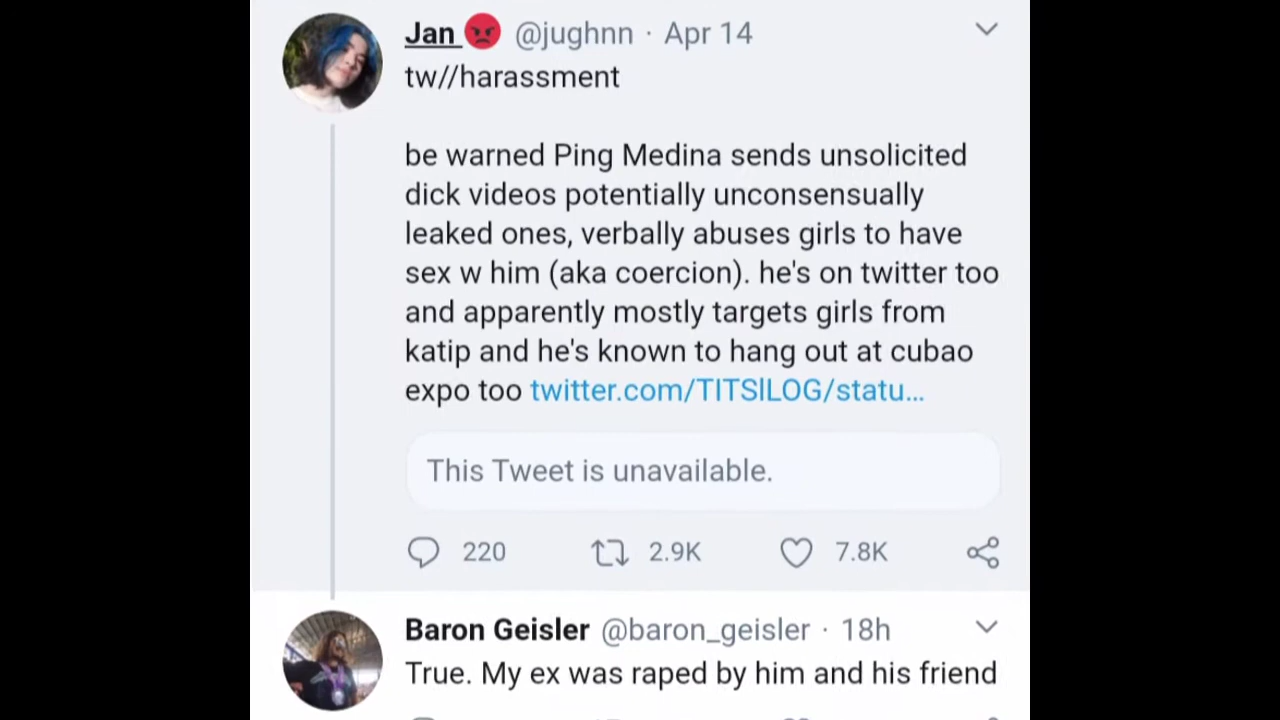 Jan 😡 @jughnn · Apr 14
tw//harassment
be warned Ping Medina sends unsolicited
dick videos potentially unconsensually
leaked ones, verbally abuses girls to have
sex w him (aka coercion). he's on twitter too
and apparently mostly targets girls from
katip and he's known to hang out at cubao
expo too twitter.com/TITSlLOG/statu...
This Tweet is unavailable.
220 2.9K 7.8K
Baron Geisler @baron_geisler · 18h
True. My ex was raped by him and his friend